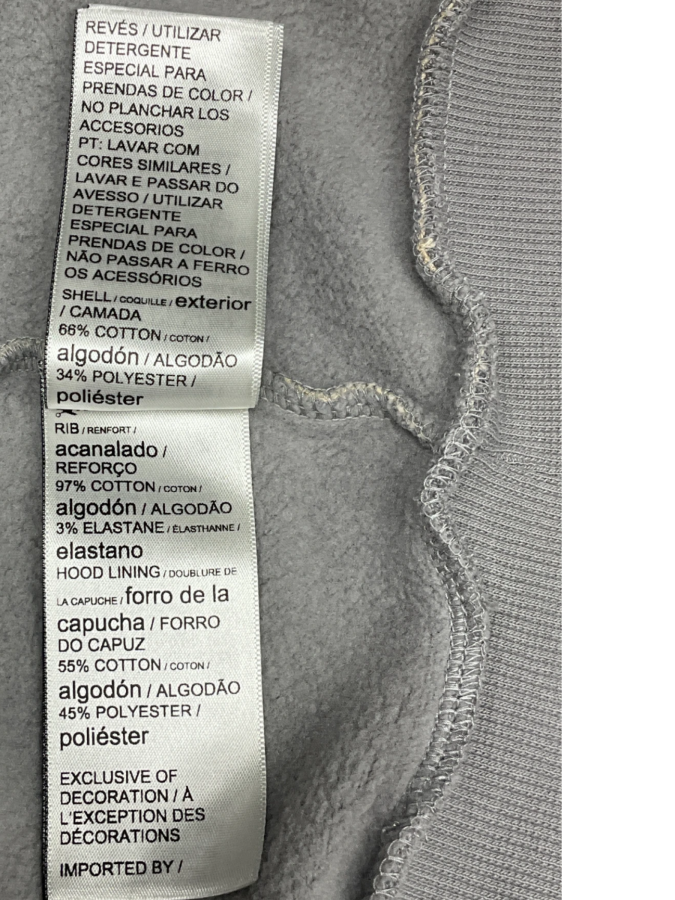 REVÉS / UTILIZAR
DETERGENTE
ESPECIAL PARA
PRENDAS DE COLOR /
NO PLANCHAR LOS
ACCESORIOS
PT: LAVAR COM
CORES SIMILARES /
LAVAR E PASSAR DO
AVESSO / UTILIZAR
DETERGENTE
ESPECIAL PARA
PRENDAS DE COLOR /
NÃO PASSAR A FERRO
OS ACESSÓRIOS
SHELL / COQUILLE / exterior
/ CAMADA
66% COTTON / COTON /
algodón / ALGODÃO
34% POLYESTER /
poliéster
RIB / RENFORT /
acanalado /
REFORÇO
97% COTTON / COTON /
algodón / ALGODÃO
3% ELASTANE / ÉLASTHANNE /
elastano
HOOD LINING / DOUBLURE DE
LA CAPUCHE / forro de la
capucha / FORRO
DO CAPUZ
55% COTTON / COTON /
algodón / ALGODÃO
45% POLYESTER /
poliéster
EXCLUSIVE OF
DECORATION / À
L'EXCEPTION DES
DÉCORATIONS
IMPORTED BY /